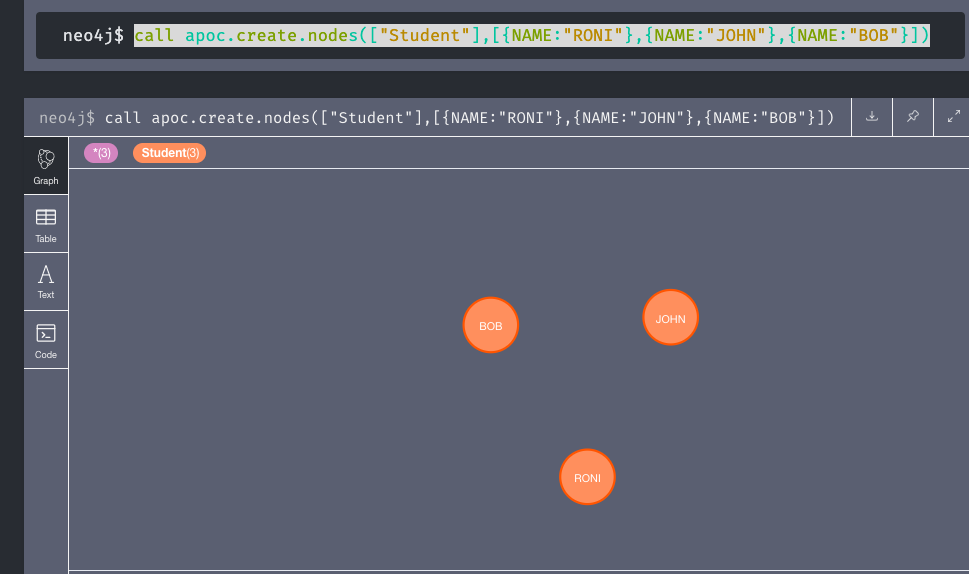 neo4j$ call apoc.create.nodes(["Student"],[{NAME:"RONI"},{NAME:"JOHN"},{NAME:"BOB"}])
neo4j$ call apoc.create.nodes(["Student"],[{NAME:"RONI"},{NAME:"JOHN"},{NAME:"BOB"}])
*(3) Student(3)
Graph
Table
Text
Code
BOB
JOHN
RONI